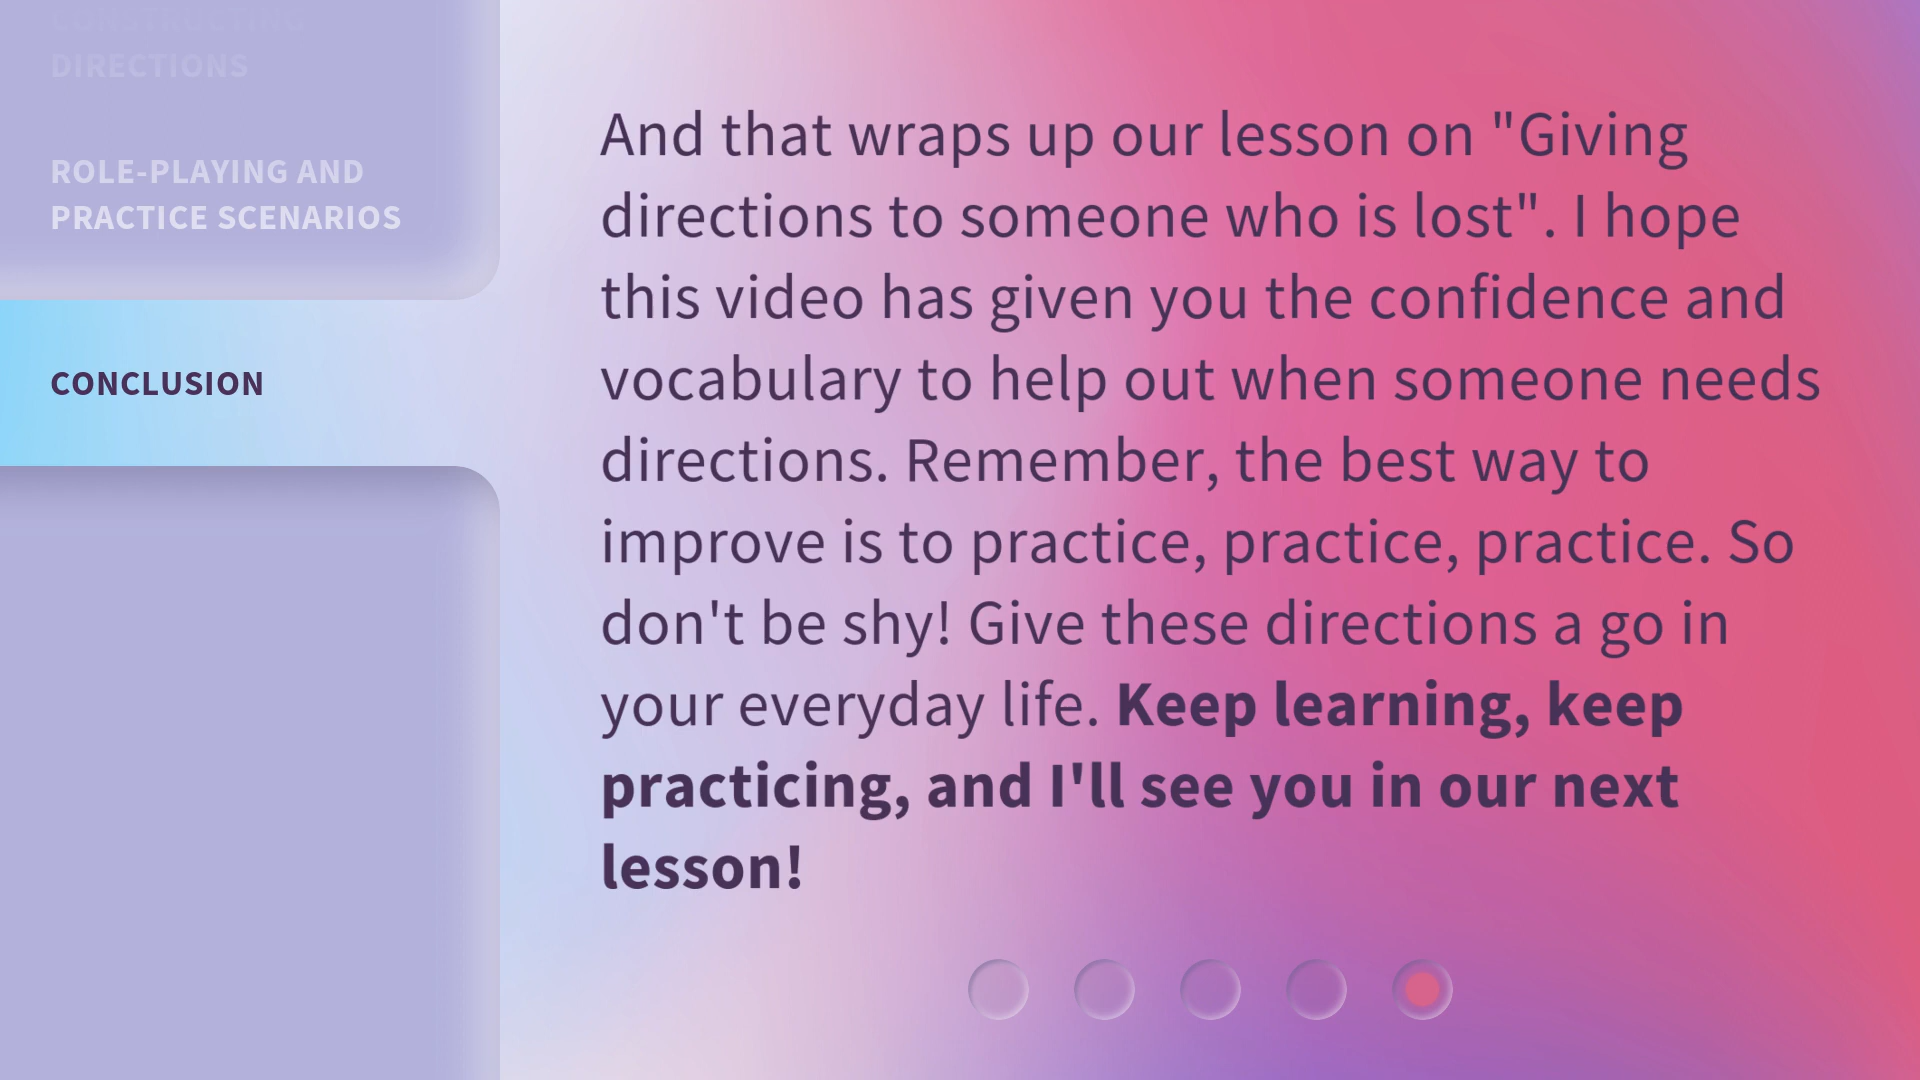 CONSTRUCTING
DIRECTIONS
ROLE-PLAYING AND
PRACTICE SCENARIOS
CONCLUSION
And that wraps up our lesson on "Giving
directions to someone who is lost". I hope
this video has given you the confidence and
vocabulary to help out when someone needs
directions. Remember, the best way to
improve is to practice, practice, practice. So
don't be shy! Give these directions a go in
your everyday life. Keep learning, keep
practicing, and I'll see you in our next
lesson!